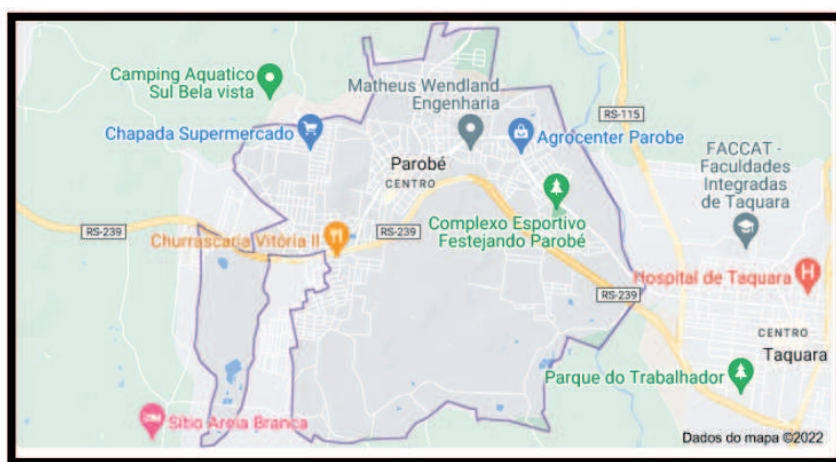 Camping Aquatico
Sul Bela vista
Matheus Wendland
Engenharia
RS-115
Chapada Supermercado
Agrocenter Parobe
FACCAT -
Faculdades
Integradas
de Taquara
Parobé
CENTRO
Complexo Esportivo
Festejando Parobé
RS-239
Churrascaria Vitória II
RS-239
Hospital de Taquara
RS-239
CENTRO
Taquara
Parque do Trabalhador
Sítio Areia Branca
Dados do mapa ©2022